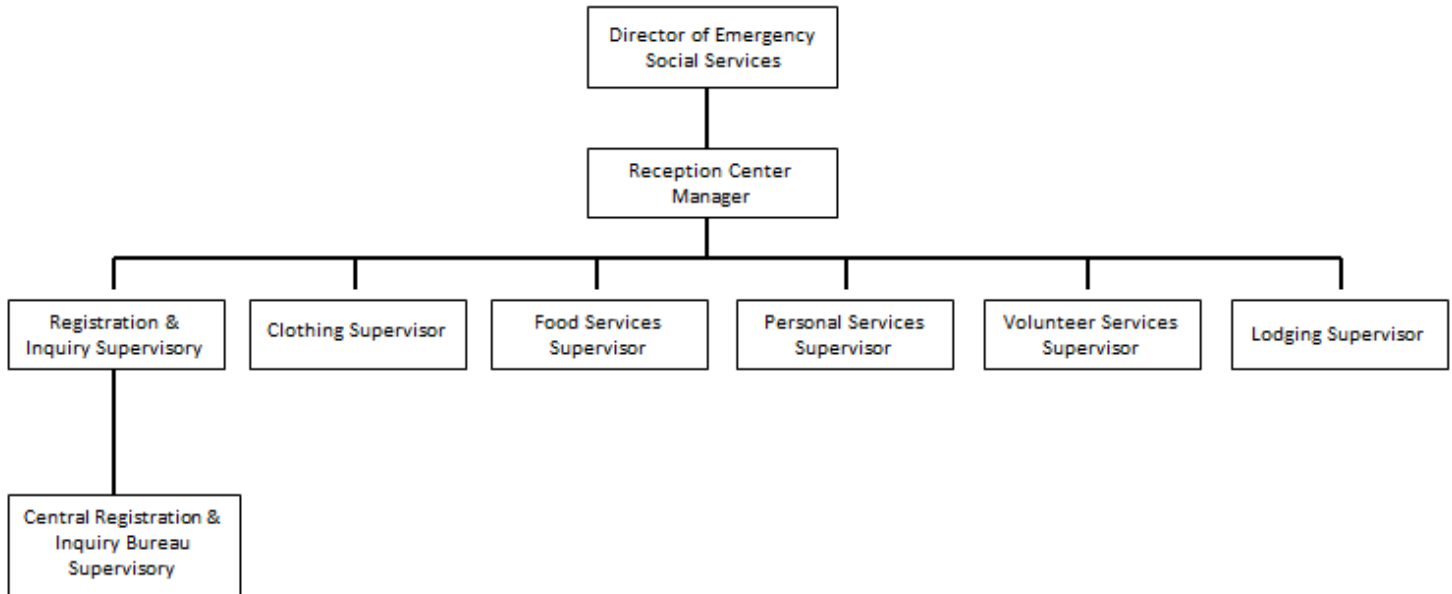 Director of Emergency
Social Services
Reception Center
Manager
Registration &
Inquiry Supervisory
Clothing Supervisor
Food Services
Supervisor
Personal Services
Supervisor
Volunteer Services
Supervisor
Lodging Supervisor
Central Registration &
Inquiry Bureau
Supervisory